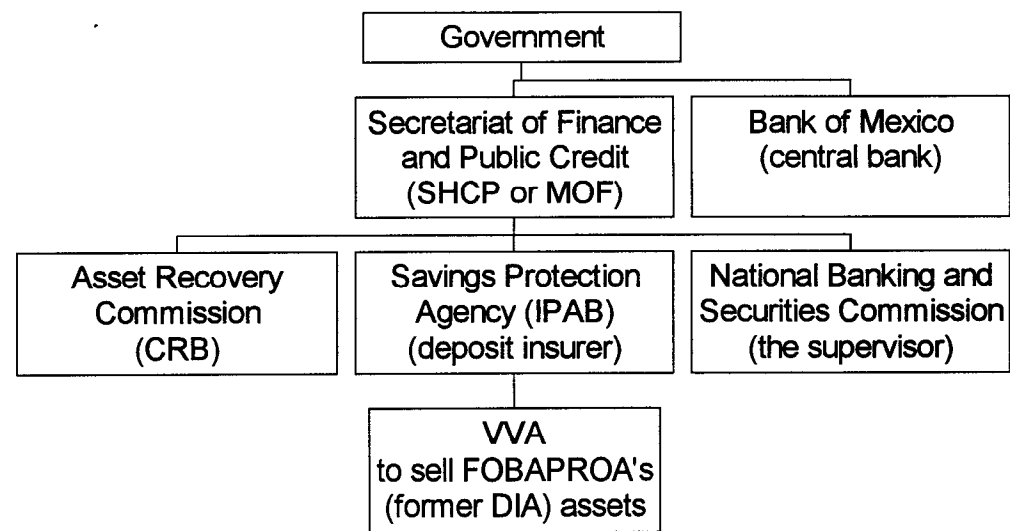 Government
Secretariat of Finance
and Public Credit
(SHCP or MOF)
Bank of Mexico
(central bank)
Asset Recovery
Commission
(CRB)
Savings Protection
Agency (IPAB)
(deposit insurer)
National Banking and
Securities Commission
(the supervisor)
VVA
to sell FOBAPROA's
(former DIA) assets